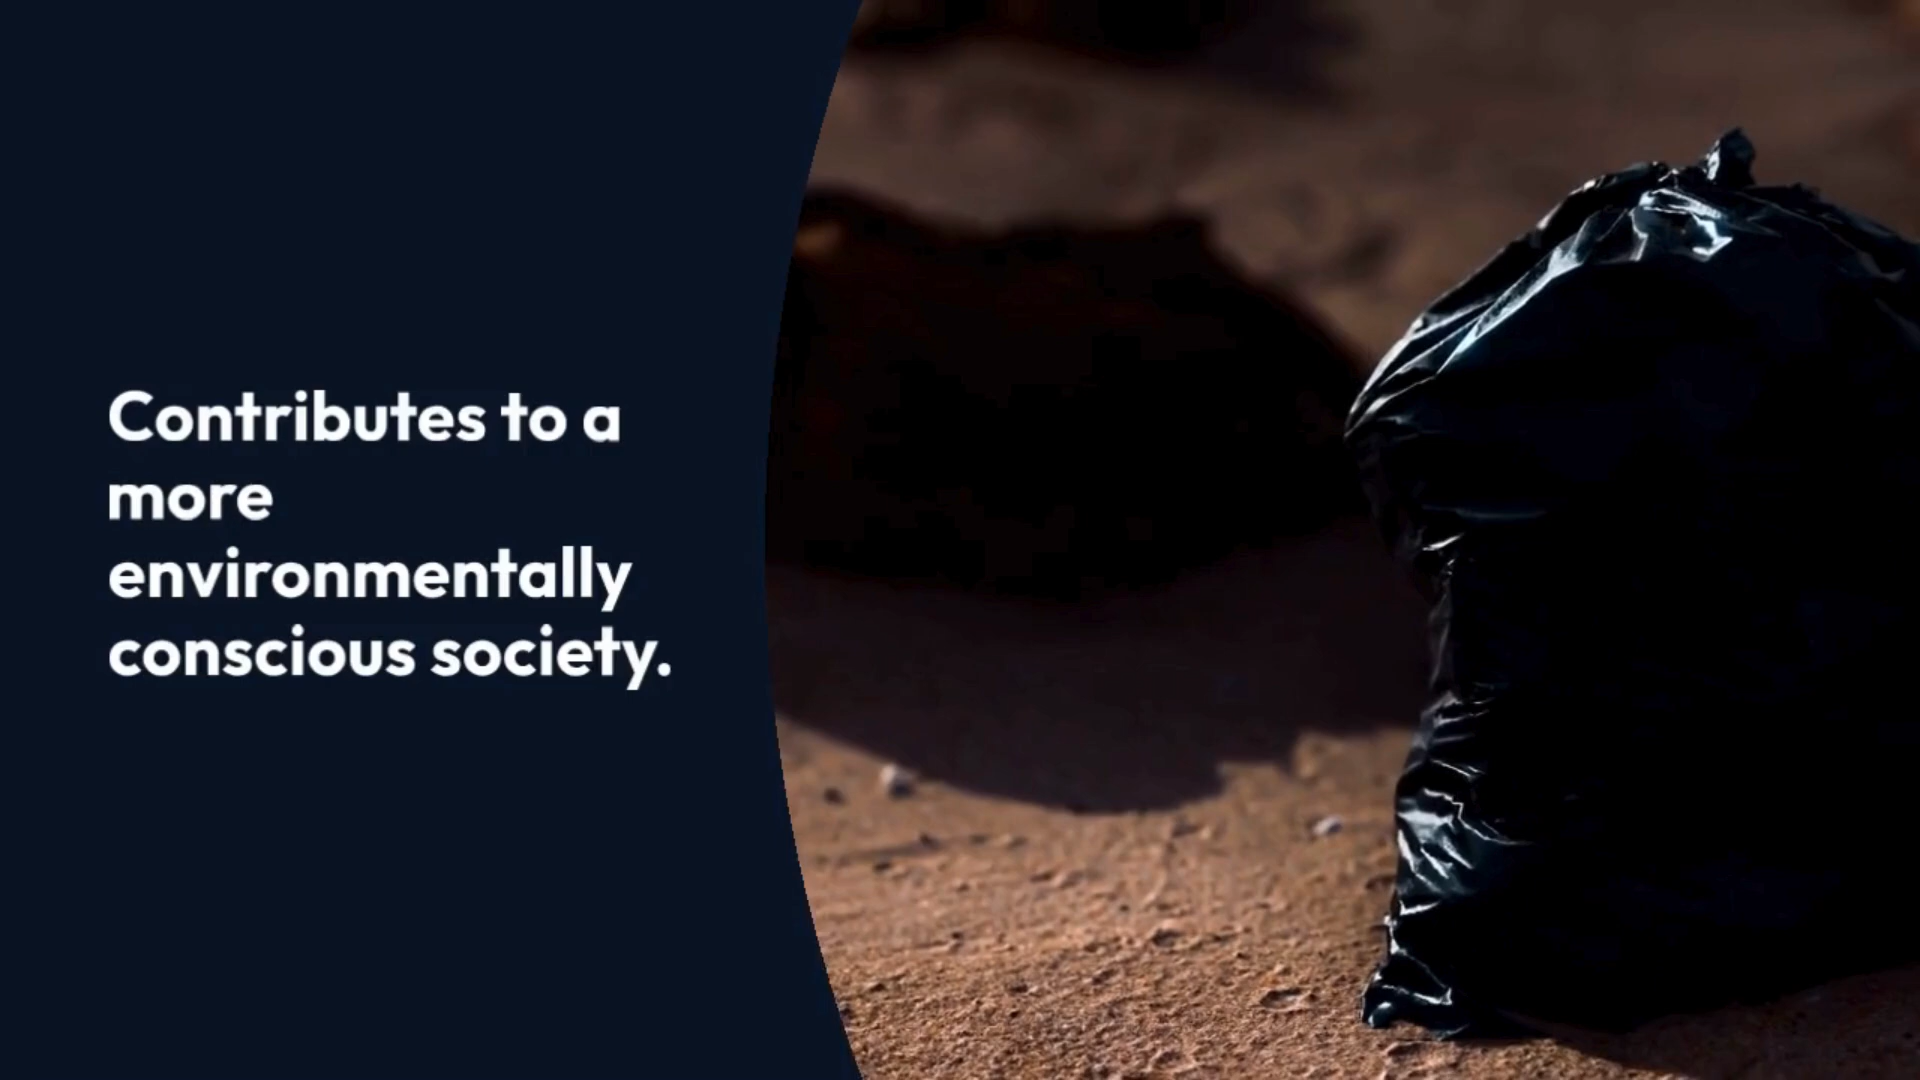 Contributes to a
more
environmentally
conscious society.